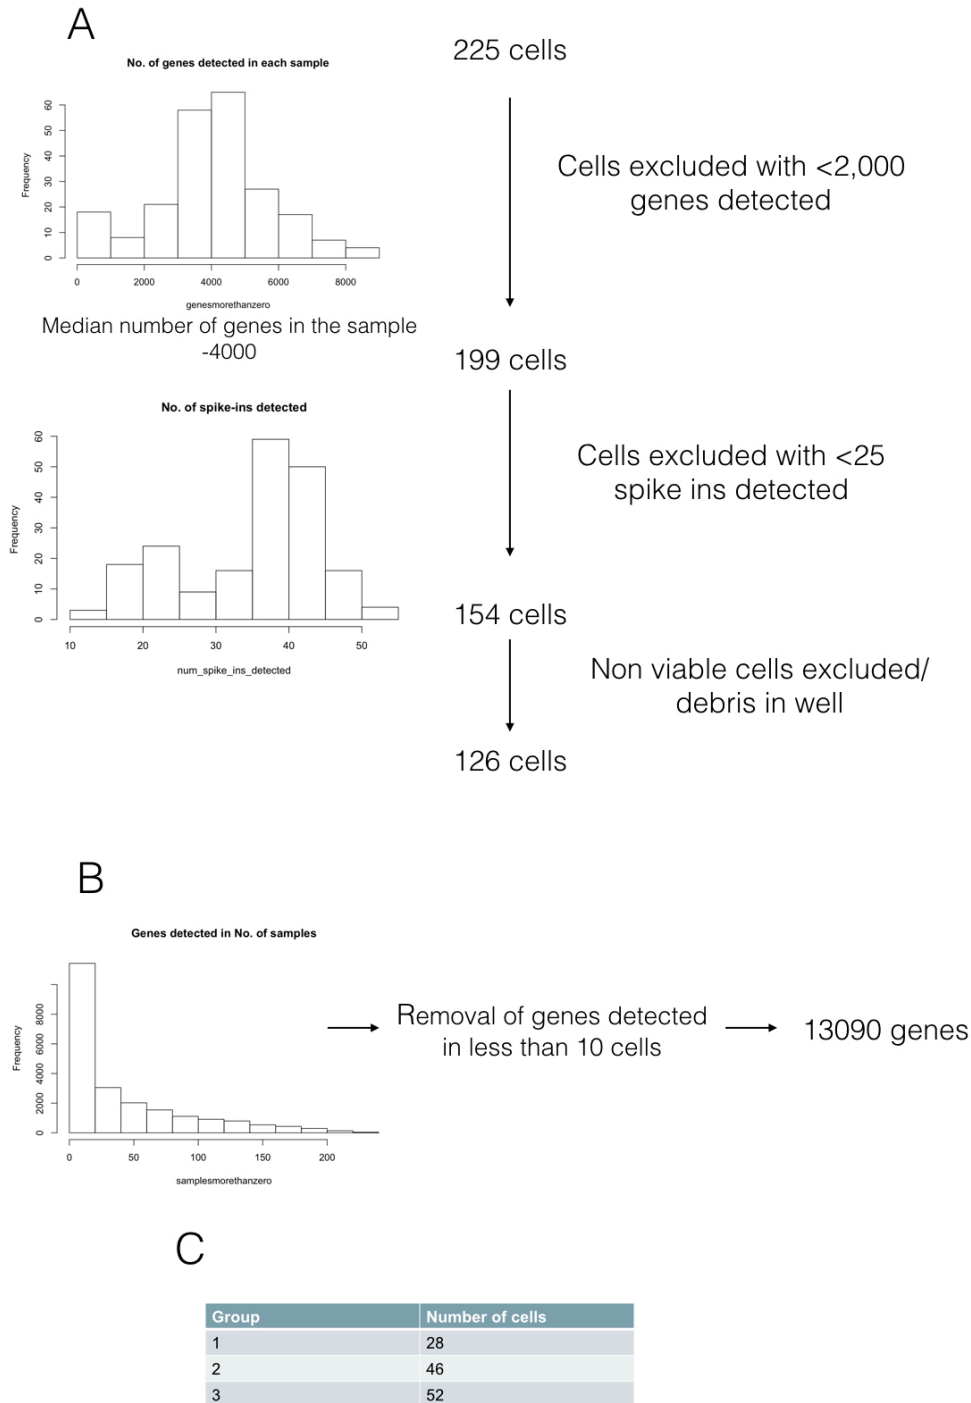 A
No. of genes detected in each sample
Frequency
0
10
20
30
40
50
60
0 2000 4000 6000 8000
genesmorethanzero
Median number of genes in the sample
-4000
225 cells
Cells excluded with <2,000
genes detected
199 cells
No. of spike-ins detected
Frequency
0
10
20
30
40
50
60
10 20 30 40 50
num_spike_ins_detected
Cells excluded with <25
spike ins detected
154 cells
Non viable cells excluded/
debris in well
126 cells
B
Genes detected in No. of samples
Frequency
0
2000
4000
6000
8000
0 50 100 150 200
samplesmorethanzero
Removal of genes detected
in less than 10 cells
13090 genes
C
Group Number of cells
1 28
2 46
3 52